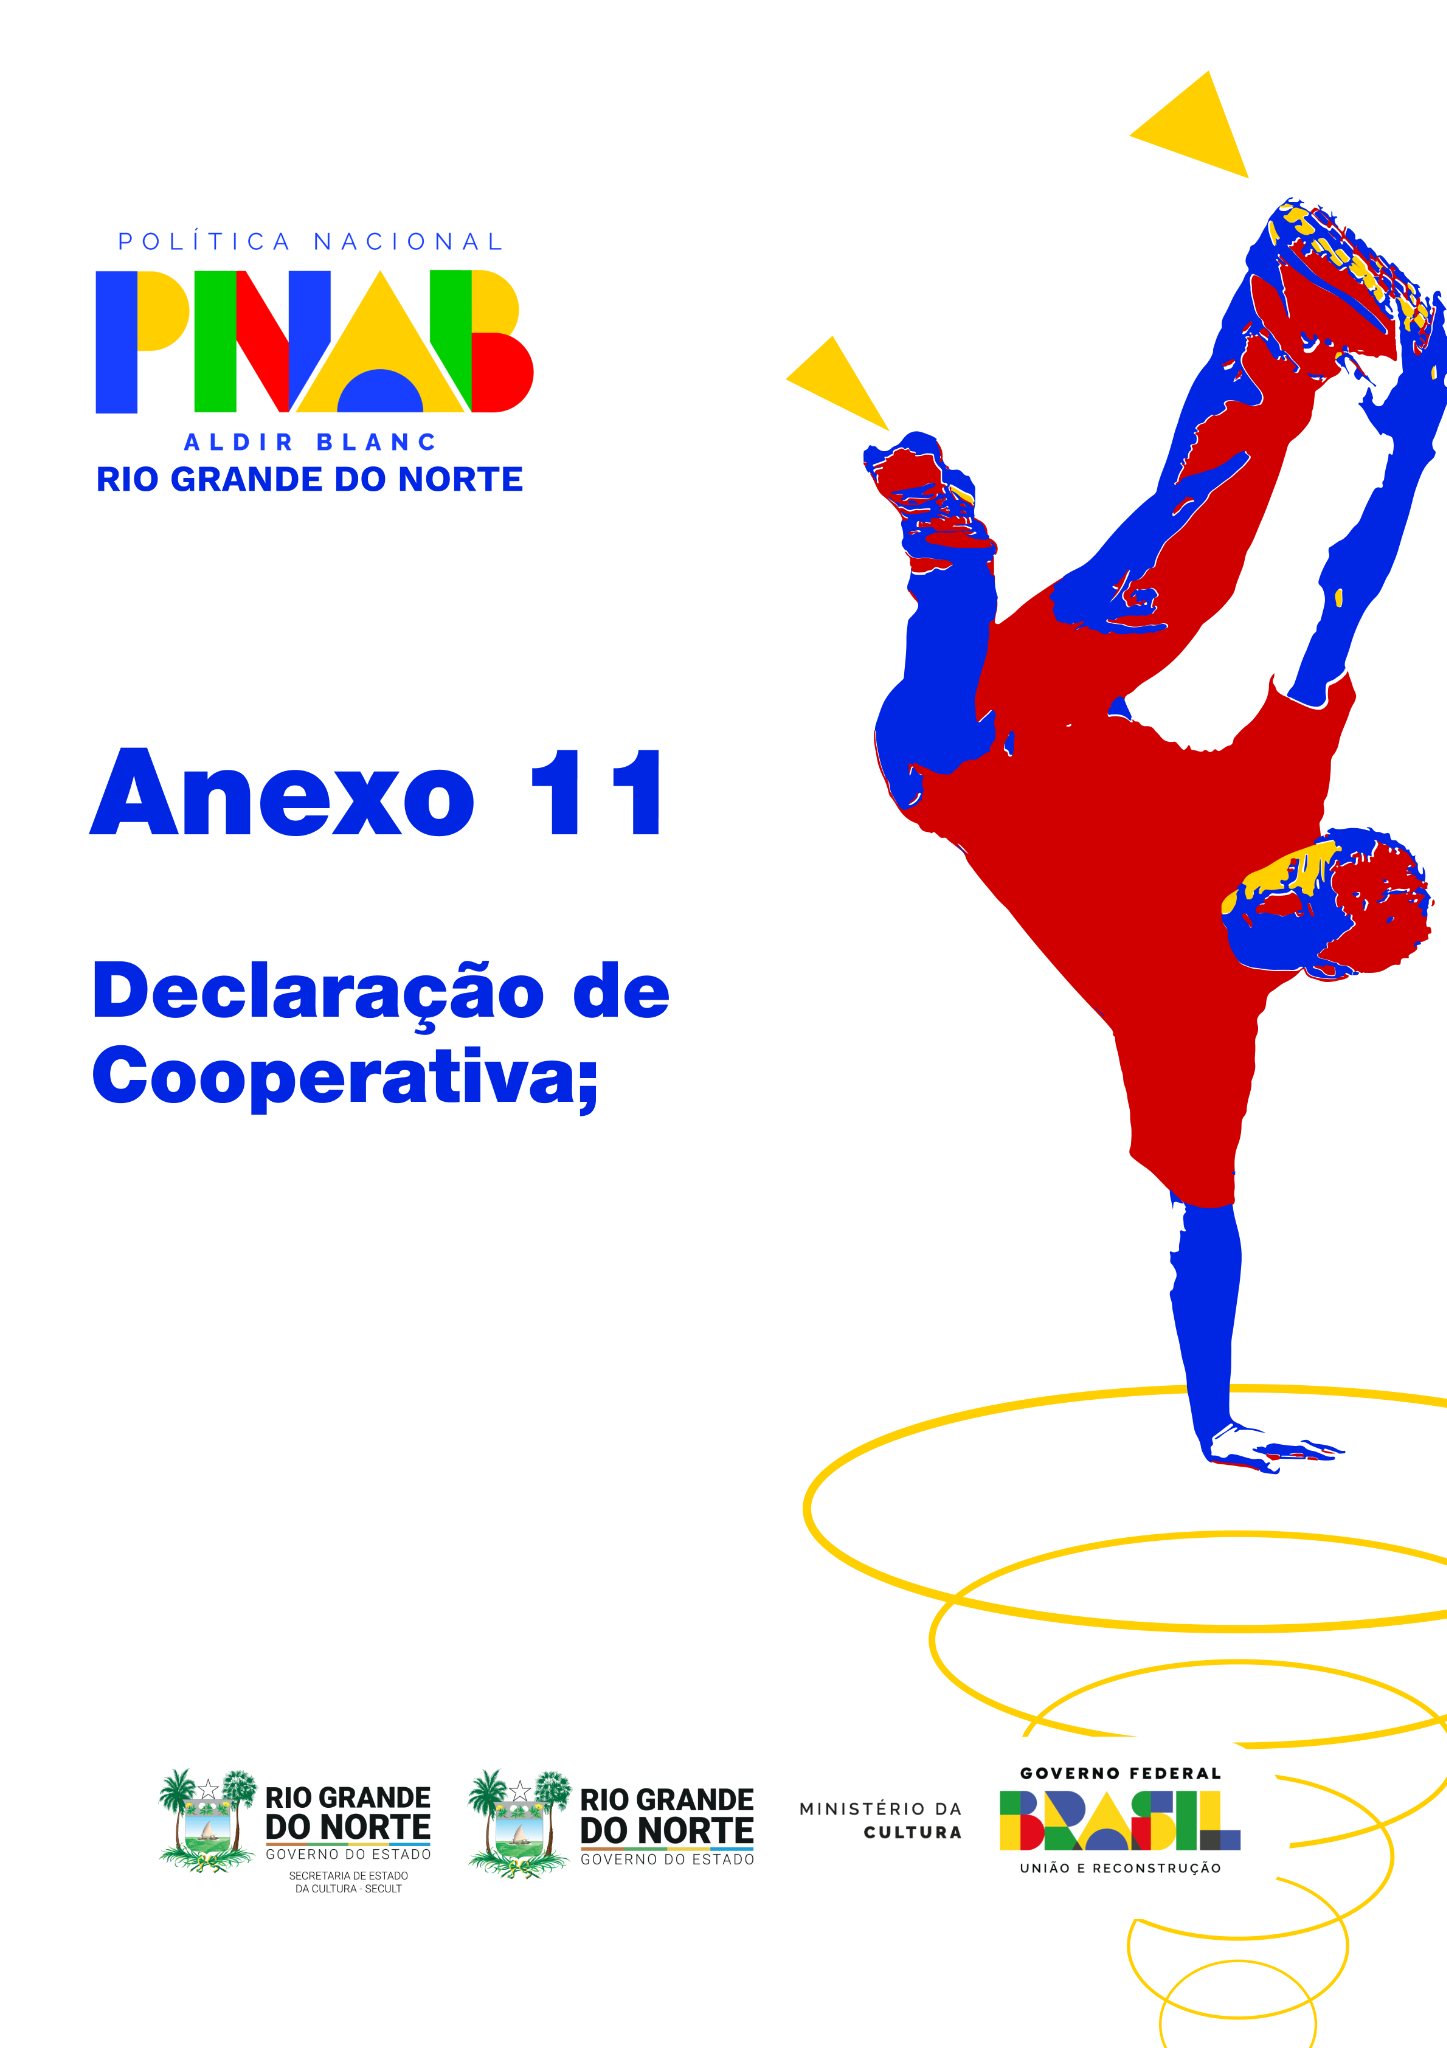 POLÍTICA NACIONAL
PNAB
ALDIR BLANC
RIO GRANDE DO NORTE
Anexo 11
Declaração de
Cooperativa;
RIO GRANDE
DO NORTE
GOVERNO DO ESTADO
SECRETARIA DE ESTADO
DA CULTURA - SECULT
RIO GRANDE
DO NORTE
GOVERNO DO ESTADO
MINISTÉRIO DA
CULTURA
GOVERNO FEDERAL
BRASIL
UNIÃO E RECONSTRUÇÃO